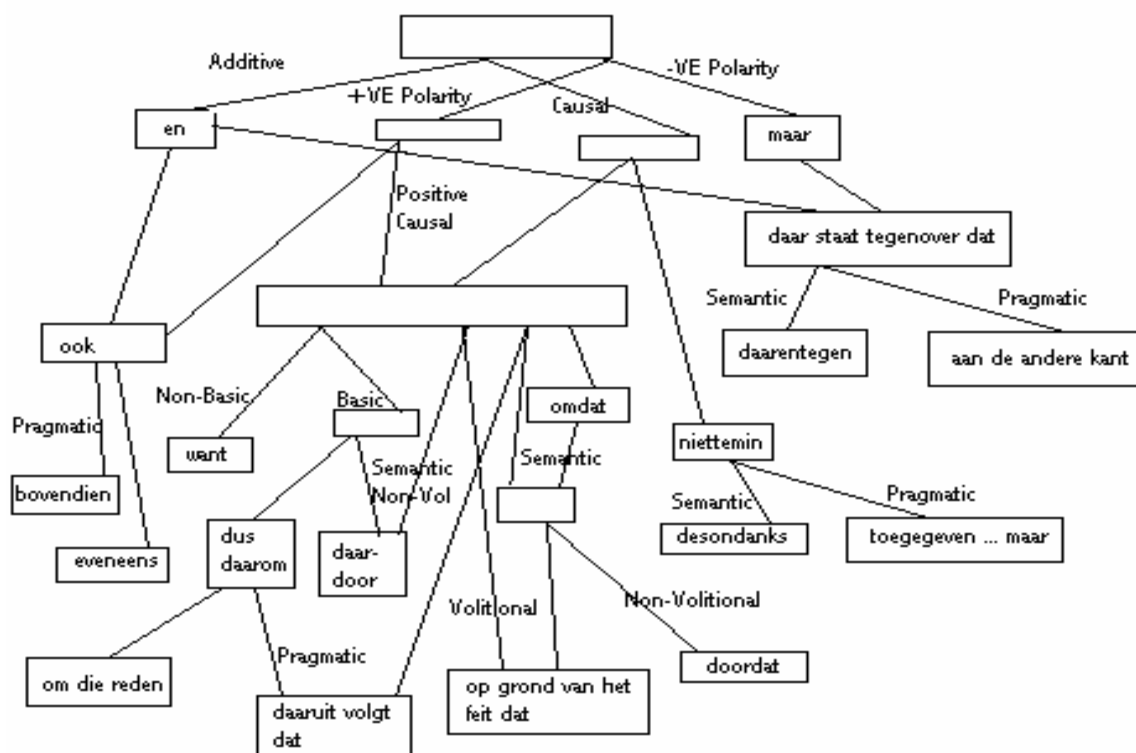 Additive
-VE Polarity
+VE Polarity
Causal
en
maar
Positive
Causal
daar staat tegenover dat
Semantic
Pragmatic
ook
daarentegen
aan de andere kant
Non-Basic
Basic
omdat
Pragmatic
want
niettemin
Semantic
Non-Vol
Semantic
bovendien
Semantic
Pragmatic
dus
daarom
daar-
door
desondanks
toegegeven ... maar
eveneens
Volitional
Non-Volitional
Pragmatic
om die reden
doordat
op grond van het
feit dat
daaruit volgt
dat